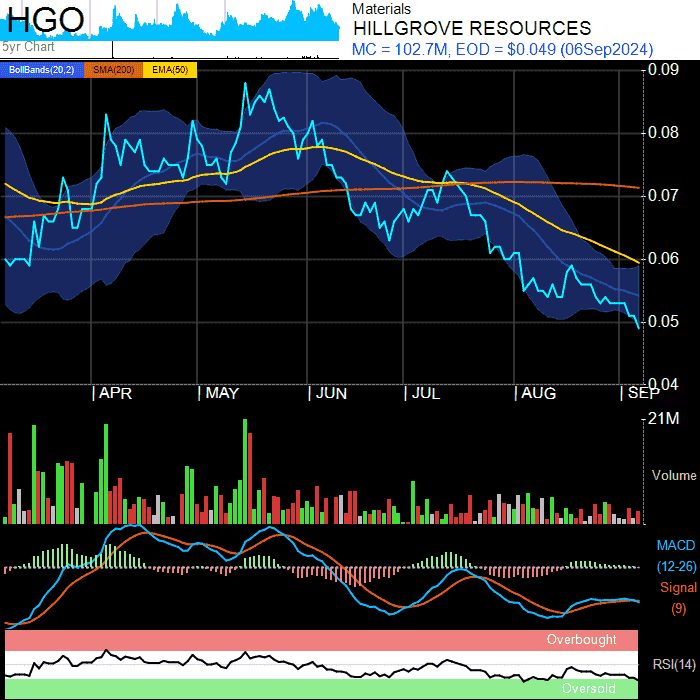 HGO
5yr Chart
Materials
HILLGROVE RESOURCES
MC = 102.7M, EOD = $0.049 (06Sep2024)
BollBands(20,2) SMA(200) EMA(50)
0.09
0.08
0.07
0.06
0.05
0.04
APR MAY JUN JUL AUG SEP
21M
Volume
MACD
(12-26)
Signal
(9)
Overbought
RSI(14)
Oversold